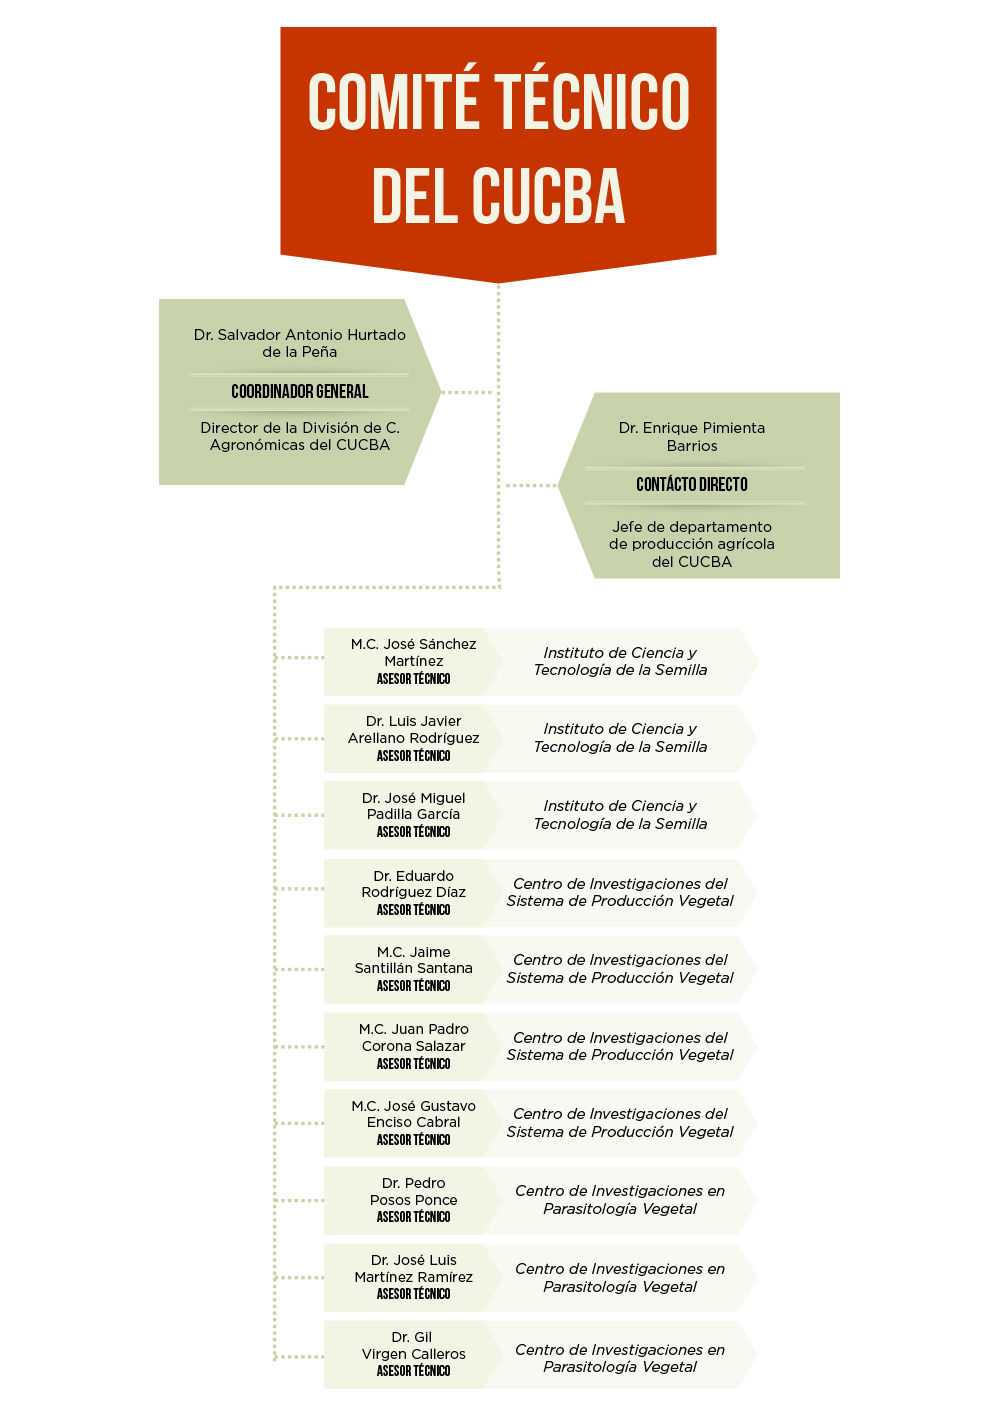 COMITÉ TÉCNICO
DEL CUCBA
Dr. Salvador Antonio Hurtado
de la Peña
COORDINADOR GENERAL
Director de la División de C.
Agronómicas del CUCBA
Dr. Enrique Pimienta
Barrios
CONTÁCTO DIRECTO
Jefe de departamento
de producción agrícola
del CUCBA
M.C. José Sánchez
Martínez
ASESOR TÉCNICO
Instituto de Ciencia y
Tecnología de la Semilla
Dr. Luis Javier
Arellano Rodríguez
ASESOR TÉCNICO
Instituto de Ciencia y
Tecnología de la Semilla
Dr. José Miguel
Padilla García
ASESOR TÉCNICO
Instituto de Ciencia y
Tecnología de la Semilla
Dr. Eduardo
Rodríguez Díaz
ASESOR TÉCNICO
Centro de Investigaciones del
Sistema de Producción Vegetal
M.C. Jaime
Santillán Santana
ASESOR TÉCNICO
Centro de Investigaciones del
Sistema de Producción Vegetal
M.C. Juan Padro
Corona Salazar
ASESOR TÉCNICO
Centro de Investigaciones del
Sistema de Producción Vegetal
M.C. José Gustavo
Enciso Cabral
ASESOR TÉCNICO
Centro de Investigaciones del
Sistema de Producción Vegetal
Dr. Pedro
Posos Ponce
ASESOR TÉCNICO
Centro de Investigaciones en
Parasitología Vegetal
Dr. José Luis
Martínez Ramírez
ASESOR TÉCNICO
Centro de Investigaciones en
Parasitología Vegetal
Dr. Gil
Virgen Calleros
ASESOR TÉCNICO
Centro de Investigaciones en
Parasitología Vegetal